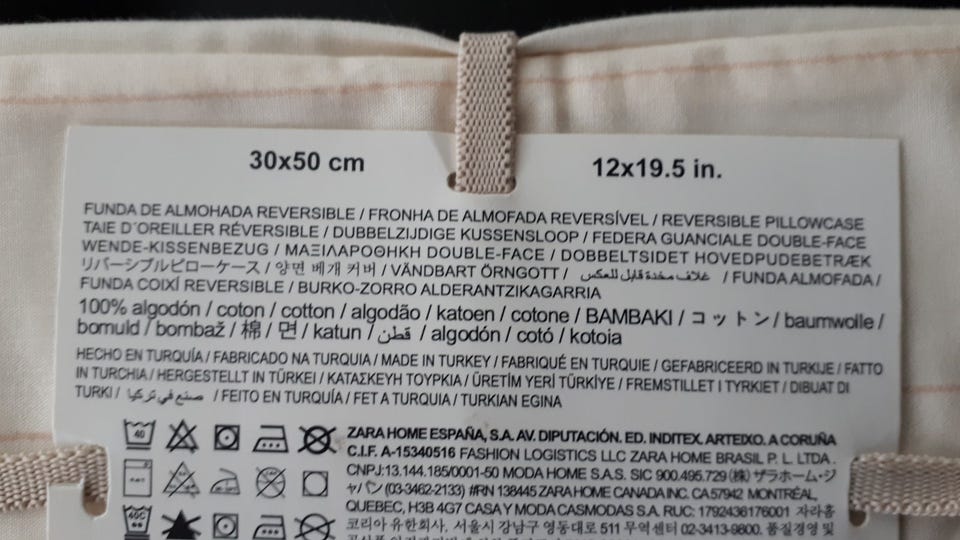 30x50 cm 12x19.5 in.
FUNDA DE ALMOHADA REVERSIBLE / FRONHA DE ALMOFADA REVERSÍVEL / REVERSIBLE PILLOWCASE
TAIE D´OREILLER RÉVERSIBLE / DUBBELZIJDIGE KUSSENSLOOP / FEDERA GUANCIALE DOUBLE-FACE
WENDE-KISSENBEZUG / ΜΑΞΙΛΑΡΟΘΗΚΗ DOUBLE-FACE / DOBBELTSIDET HOVEDPUDEBETRÆK
リバーシブルピローケース / 양면 베개 커버 / VÄNDBART ÖRNGOTT / غلاف مخدة قابل للعكس / FUNDA ALMOFADA /
FUNDA COIXÍ REVERSIBLE / BURKO-ZORRO ALDERANTZIKAGARRIA
100% algodón / coton / cotton / algodão / katoen / cotone / BAMBAKI / コットン / baumwolle /
bomuld / bombaž / 棉 / 면 / katun / قطن / algodón / cotó / kotoia
HECHO EN TURQUÍA / FABRICADO NA TURQUIA / MADE IN TURKEY / FABRIQUÉ EN TURQUIE / GEFABRICEERD IN TURKIJE / FATTO
IN TURCHIA / HERGESTELLT IN TÜRKEI / ΚΑΤΑΣΚΕΥΗ ΤΟΥΡΚΙΑ / ÜRETİM YERİ TÜRKİYE / FREMSTILLET I TYRKIET / DIBUAT DI
TURKI / صنع في تركيا / FEITO EN TURQUÍA / FET A TURQUIA / TURKIAN EGINA
40 ZARA HOME ESPAÑA, S.A. AV. DIPUTACIÓN. ED. INDITEX. ARTEIXO. A CORUÑA
C.I.F. A-15340516 FASHION LOGISTICS LLC ZARA HOME BRASIL P. L. LTDA.
CNPJ:13.144.185/0001-50 MODA HOME S.A.S. SIC 900.495.729 (株) ザラホーム・ジ
ャパン (03-3462-2133) #RN 138445 ZARA HOME CANADA INC. CA57942 MONTRÉAL,
40C QUEBEC, H3B 4G7 CASA Y MODA CASMODAS S.A. RUC: 1792436176001 자라홈
코리아 유한회사. 서울시 강남구 영동대로 511 무역센터 02-3413-9800. 품질경영 및